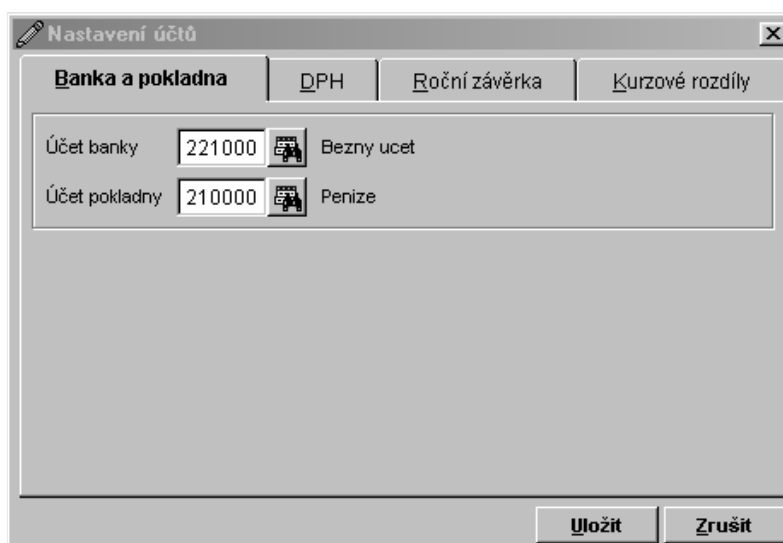 Nastavení účtů
Banka a pokladna DPH Roční závěrka Kurzové rozdíly
Účet banky 221000 Bezny ucet
Účet pokladny 210000 Penize
Uložit Zrušit